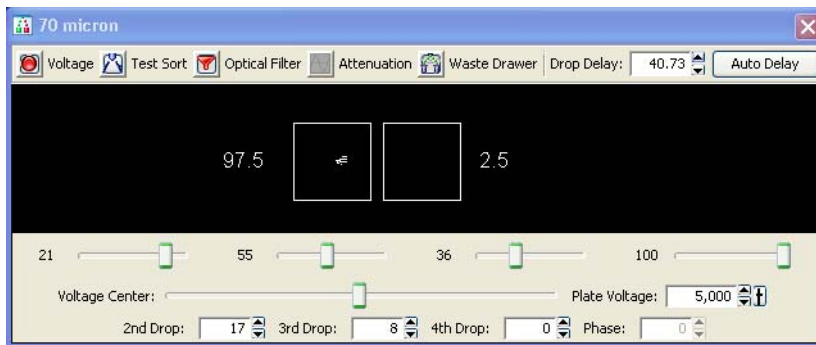 70 micron
Voltage Test Sort Optical Filter Attenuation Waste Drawer Drop Delay: 40.73 Auto Delay
97.5 2.5
21 55 36 100
Voltage Center: Plate Voltage: 5,000
2nd Drop: 17 3rd Drop: 8 4th Drop: 0 Phase: 0